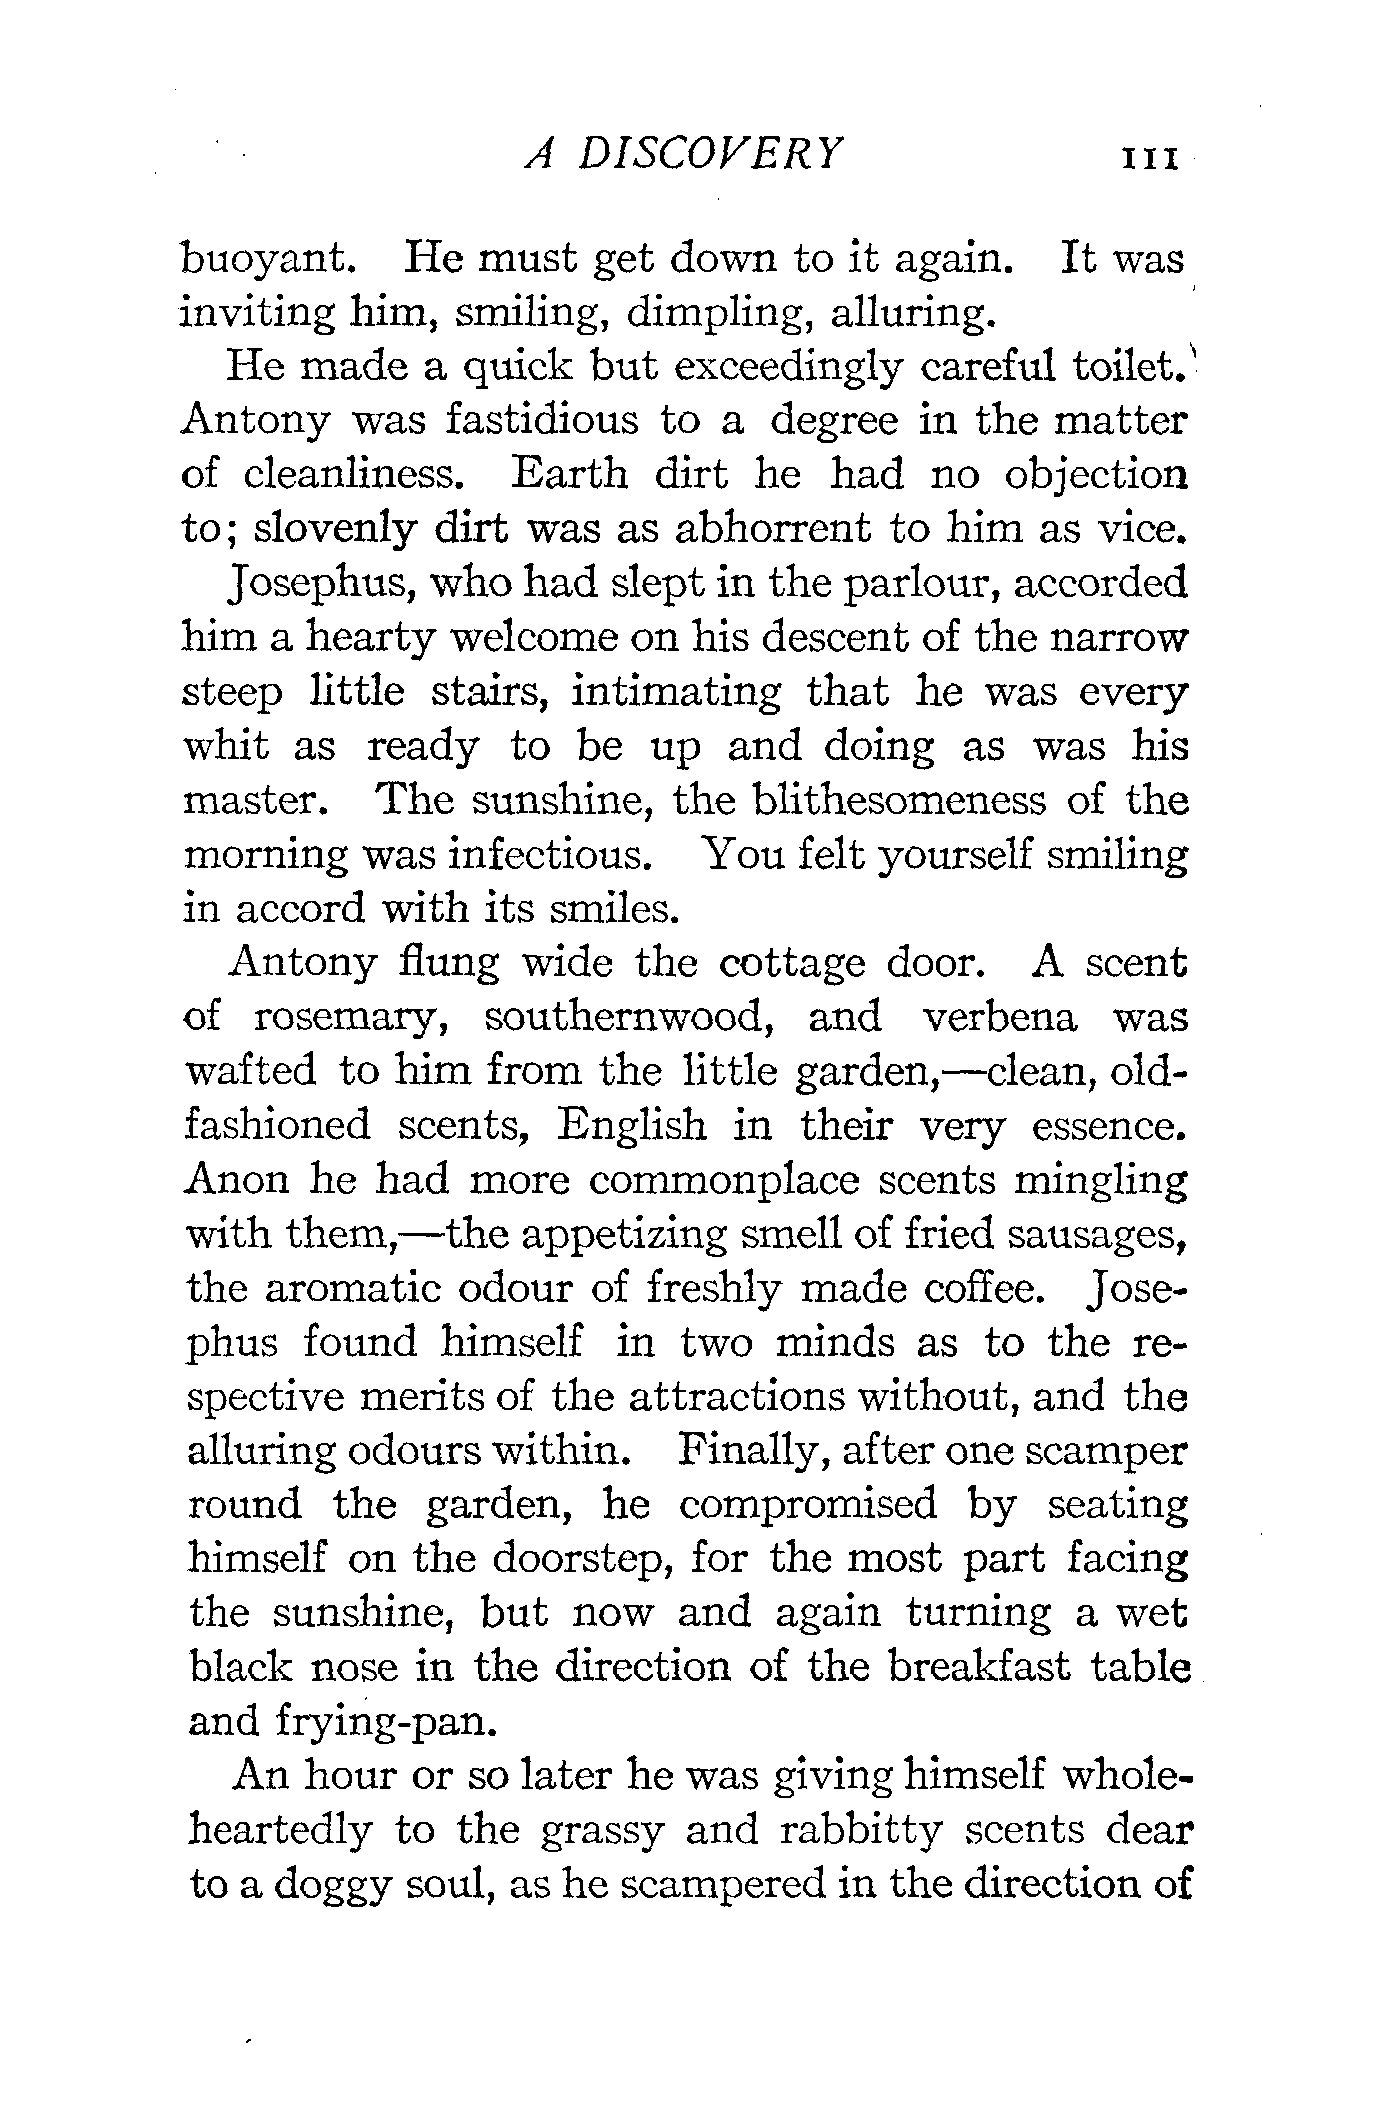 A DISCOVERY 111
buoyant. He must get down to it again. It was
inviting him, smiling, dimpling, alluring.
He made a quick but exceedingly careful toilet.
Antony was fastidious to a degree in the matter
of cleanliness. Earth dirt he had no objection
to; slovenly dirt was as abhorrent to him as vice.
Josephus, who had slept in the parlour, accorded
him a hearty welcome on his descent of the narrow
steep little stairs, intimating that he was every
whit as ready to be up and doing as was his
master. The sunshine, the blithesomeness of the
morning was infectious. You felt yourself smiling
in accord with its smiles.
Antony flung wide the cottage door. A scent
of rosemary, southernwood, and verbena was
wafted to him from the little garden,—clean, old-
fashioned scents, English in their very essence.
Anon he had more commonplace scents mingling
with them,—the appetizing smell of fried sausages,
the aromatic odour of freshly made coffee. Jose-
phus found himself in two minds as to the re-
spective merits of the attractions without, and the
alluring odours within. Finally, after one scamper
round the garden, he compromised by seating
himself on the doorstep, for the most part facing
the sunshine, but now and again turning a wet
black nose in the direction of the breakfast table
and frying-pan.
An hour or so later he was giving himself whole-
heartedly to the grassy and rabbitty scents dear
to a doggy soul, as he scampered in the direction of